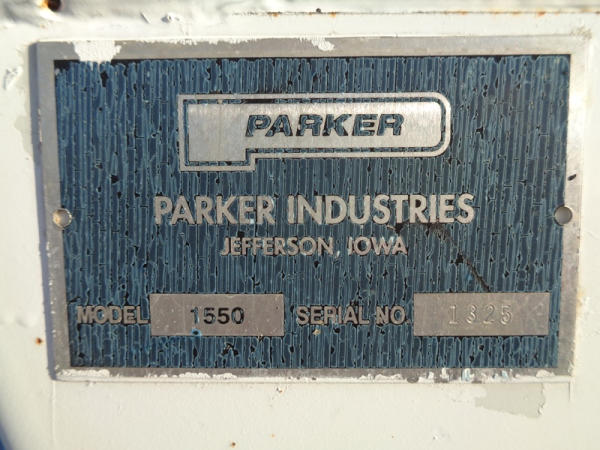 PARKER
PARKER INDUSTRIES
JEFFERSON, IOWA
MODEL 1550 SERIAL NO. 1325